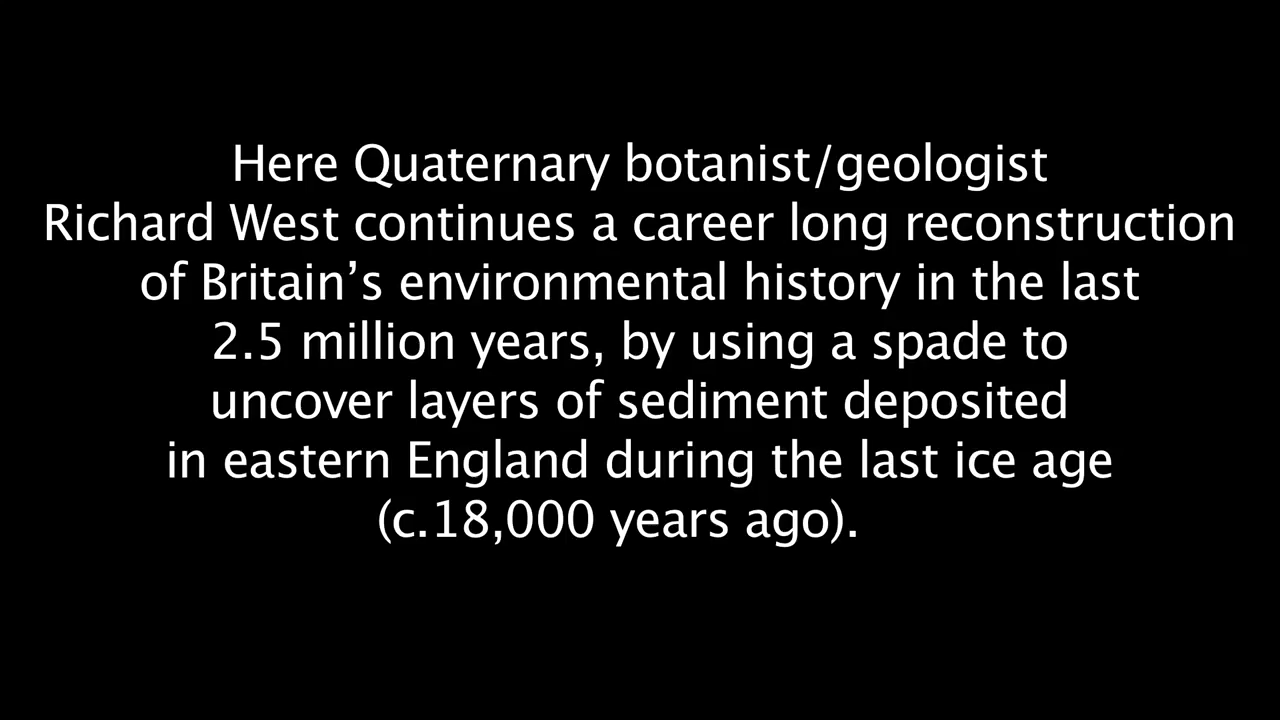 Here Quaternary botanist/geologist
Richard West continues a career long reconstruction
of Britain’s environmental history in the last
2.5 million years, by using a spade to
uncover layers of sediment deposited
in eastern England during the last ice age
(c.18,000 years ago).